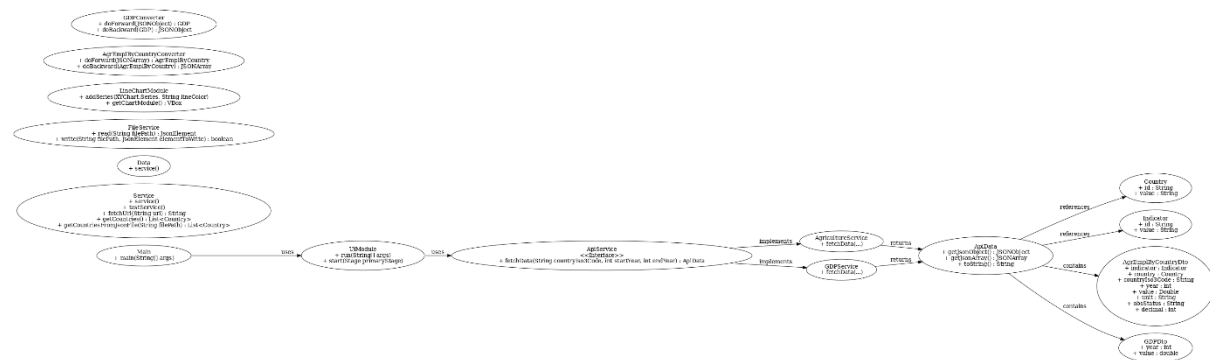 GDPConverter
+ doForward(JSONObject) : GDP
+ doBackward(GDP) : JSONObject
AgrEmplByCountryConverter
+ doForward(JSONArray) : AgrEmplByCountry
+ doBackward(AgrEmplByCountry) : JSONArray
LineChartModule
+ addSeries(XYChart.Series, String lineColor)
+ getChartModule() : VBox
FileService
+ read(String filePath) : JsonElement
+ write(String filePath, JsonElement elementToWrite) : boolean
Data
+ service()
Service
+ service()
+ testService()
+ fetchUrl(String url) : String
+ getCountries() : List<Country>
+ getCountriesFromJsonFile(String filePath) : List<Country>
Main
+ main(String[] args)
uses
UIModule
+ run(String[] args)
+ start(Stage primaryStage)
uses
ApiService
<<Interface>>
+ fetchData(String countryIso3Code, int startYear, int endYear) : ApiData
implements
implements
AgricultureService
+ fetchData(...)
GDPService
+ fetchData(...)
returns
returns
ApiData
+ getJsonObject() : JSONObject
+ getJsonArray() : JSONArray
+ toString() : String
references
references
contains
contains
Country
+ id : String
+ value : String
Indicator
+ id : String
+ value : String
AgrEmplByCountryDto
+ indicator : Indicator
+ country : Country
+ countryIso3Code : String
+ year : int
+ value : Double
+ unit : String
+ obsStatus : String
+ decimal : int
GDPDto
+ year : int
+ value : double